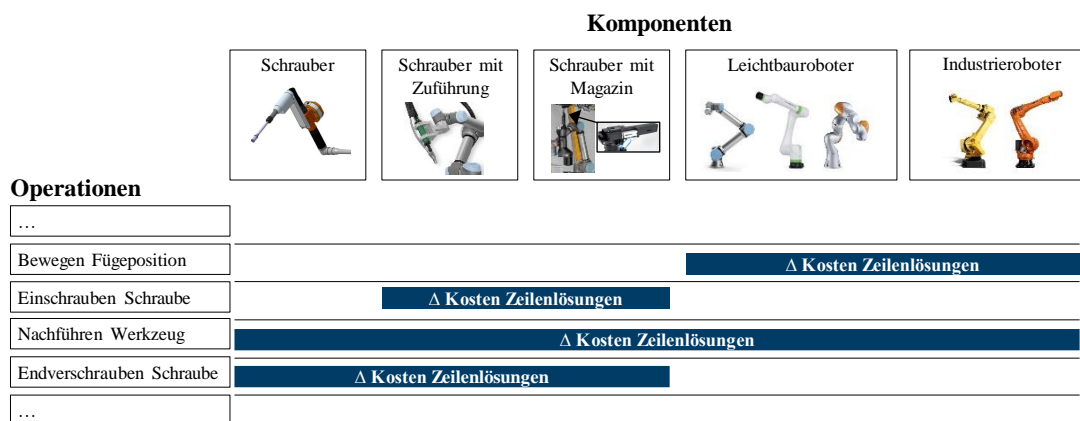 Komponenten
Schrauber
Schrauber mit
Zuführung
Schrauber mit
Magazin
Leichtbauroboter
Industrieroboter
Operationen
…
Bewegen Fügeposition
Δ Kosten Zeilenlösungen
Einschrauben Schraube
Δ Kosten Zeilenlösungen
Nachführen Werkzeug
Δ Kosten Zeilenlösungen
Endverschrauben Schraube
Δ Kosten Zeilenlösungen
…